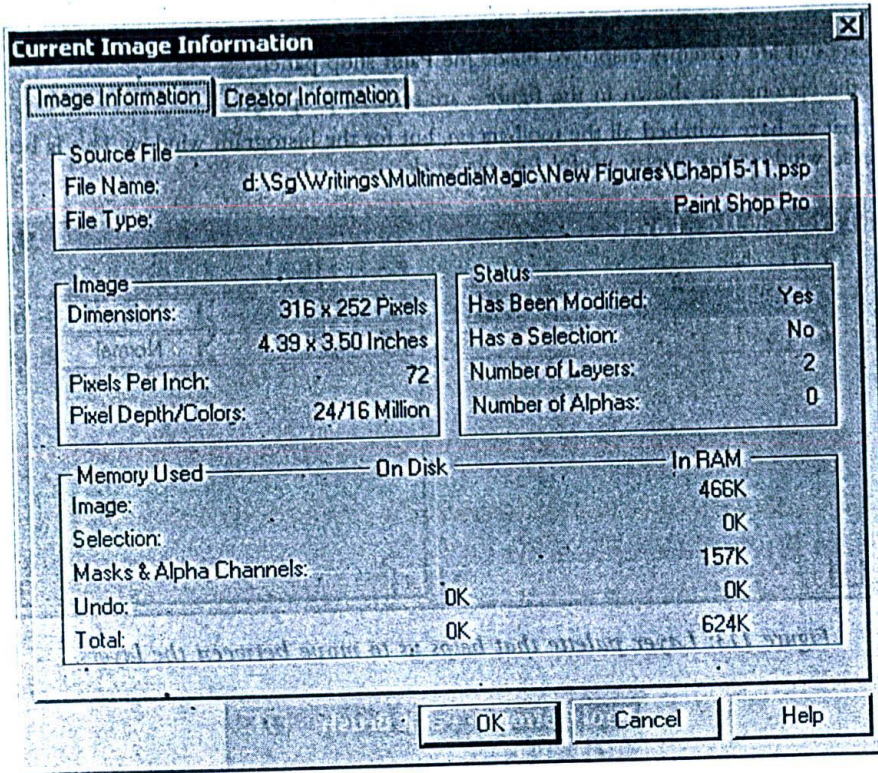 Current Image Information
Image Information Creator Information
Source File
File Name: d:\Sg\Writings\MultimediaMagic\New Figures\Chap15-11.psp
File Type: Paint Shop Pro
Image
Dimensions: 316 x 252 Pixels
4.39 x 3.50 Inches
Pixels Per Inch: 72
Pixel Depth/Colors: 24/16 Million
Status
Has Been Modified: Yes
Has a Selection: No
Number of Layers: 2
Number of Alphas: 0
Memory Used On Disk In RAM
Image: 466K
Selection: 0K
Masks & Alpha Channels: 157K
Undo: 0K 0K
Total: 0K 624K
OK Cancel Help